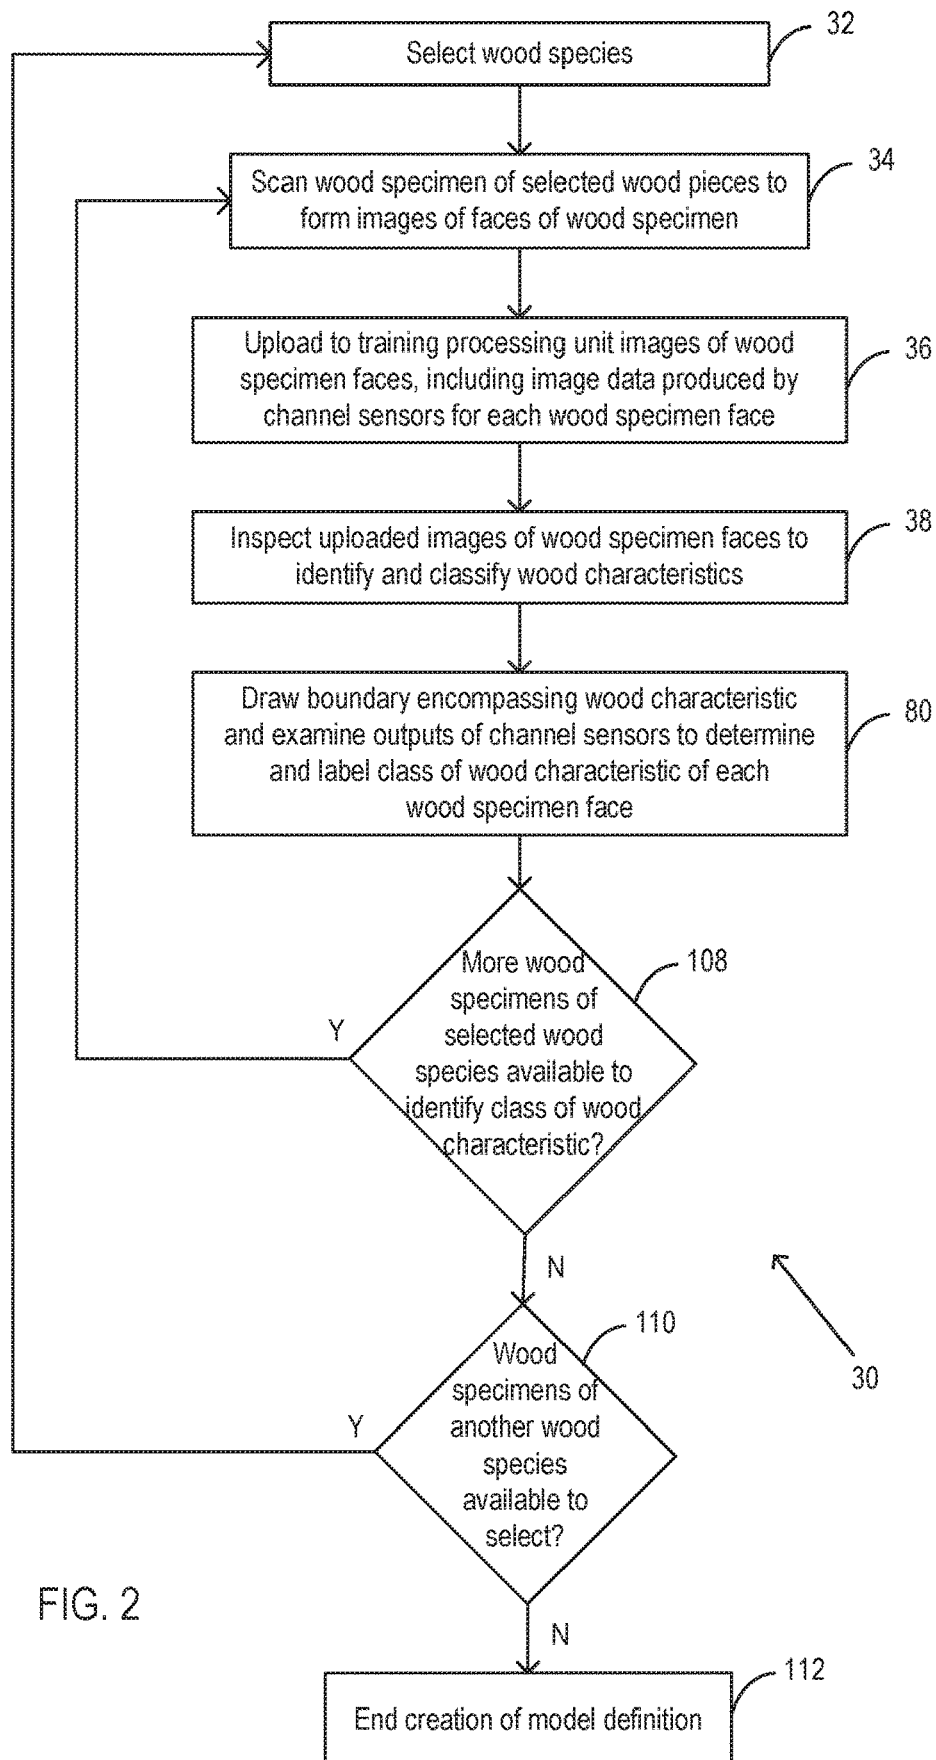 Select wood species
32
Scan wood specimen of selected wood pieces to
form images of faces of wood specimen
34
Upload to training processing unit images of wood
specimen faces, including image data produced by
channel sensors for each wood specimen face
36
Inspect uploaded images of wood specimen faces to
identify and classify wood characteristics
38
Draw boundary encompassing wood characteristic
and examine outputs of channel sensors to determine
and label class of wood characteristic of each
wood specimen face
80
More wood
specimens of
selected wood
species available to
identify class of wood
characteristic?
108
Y
N
Wood
specimens of
another wood
species
available to
select?
110
30
Y
N
FIG. 2
End creation of model definition
112